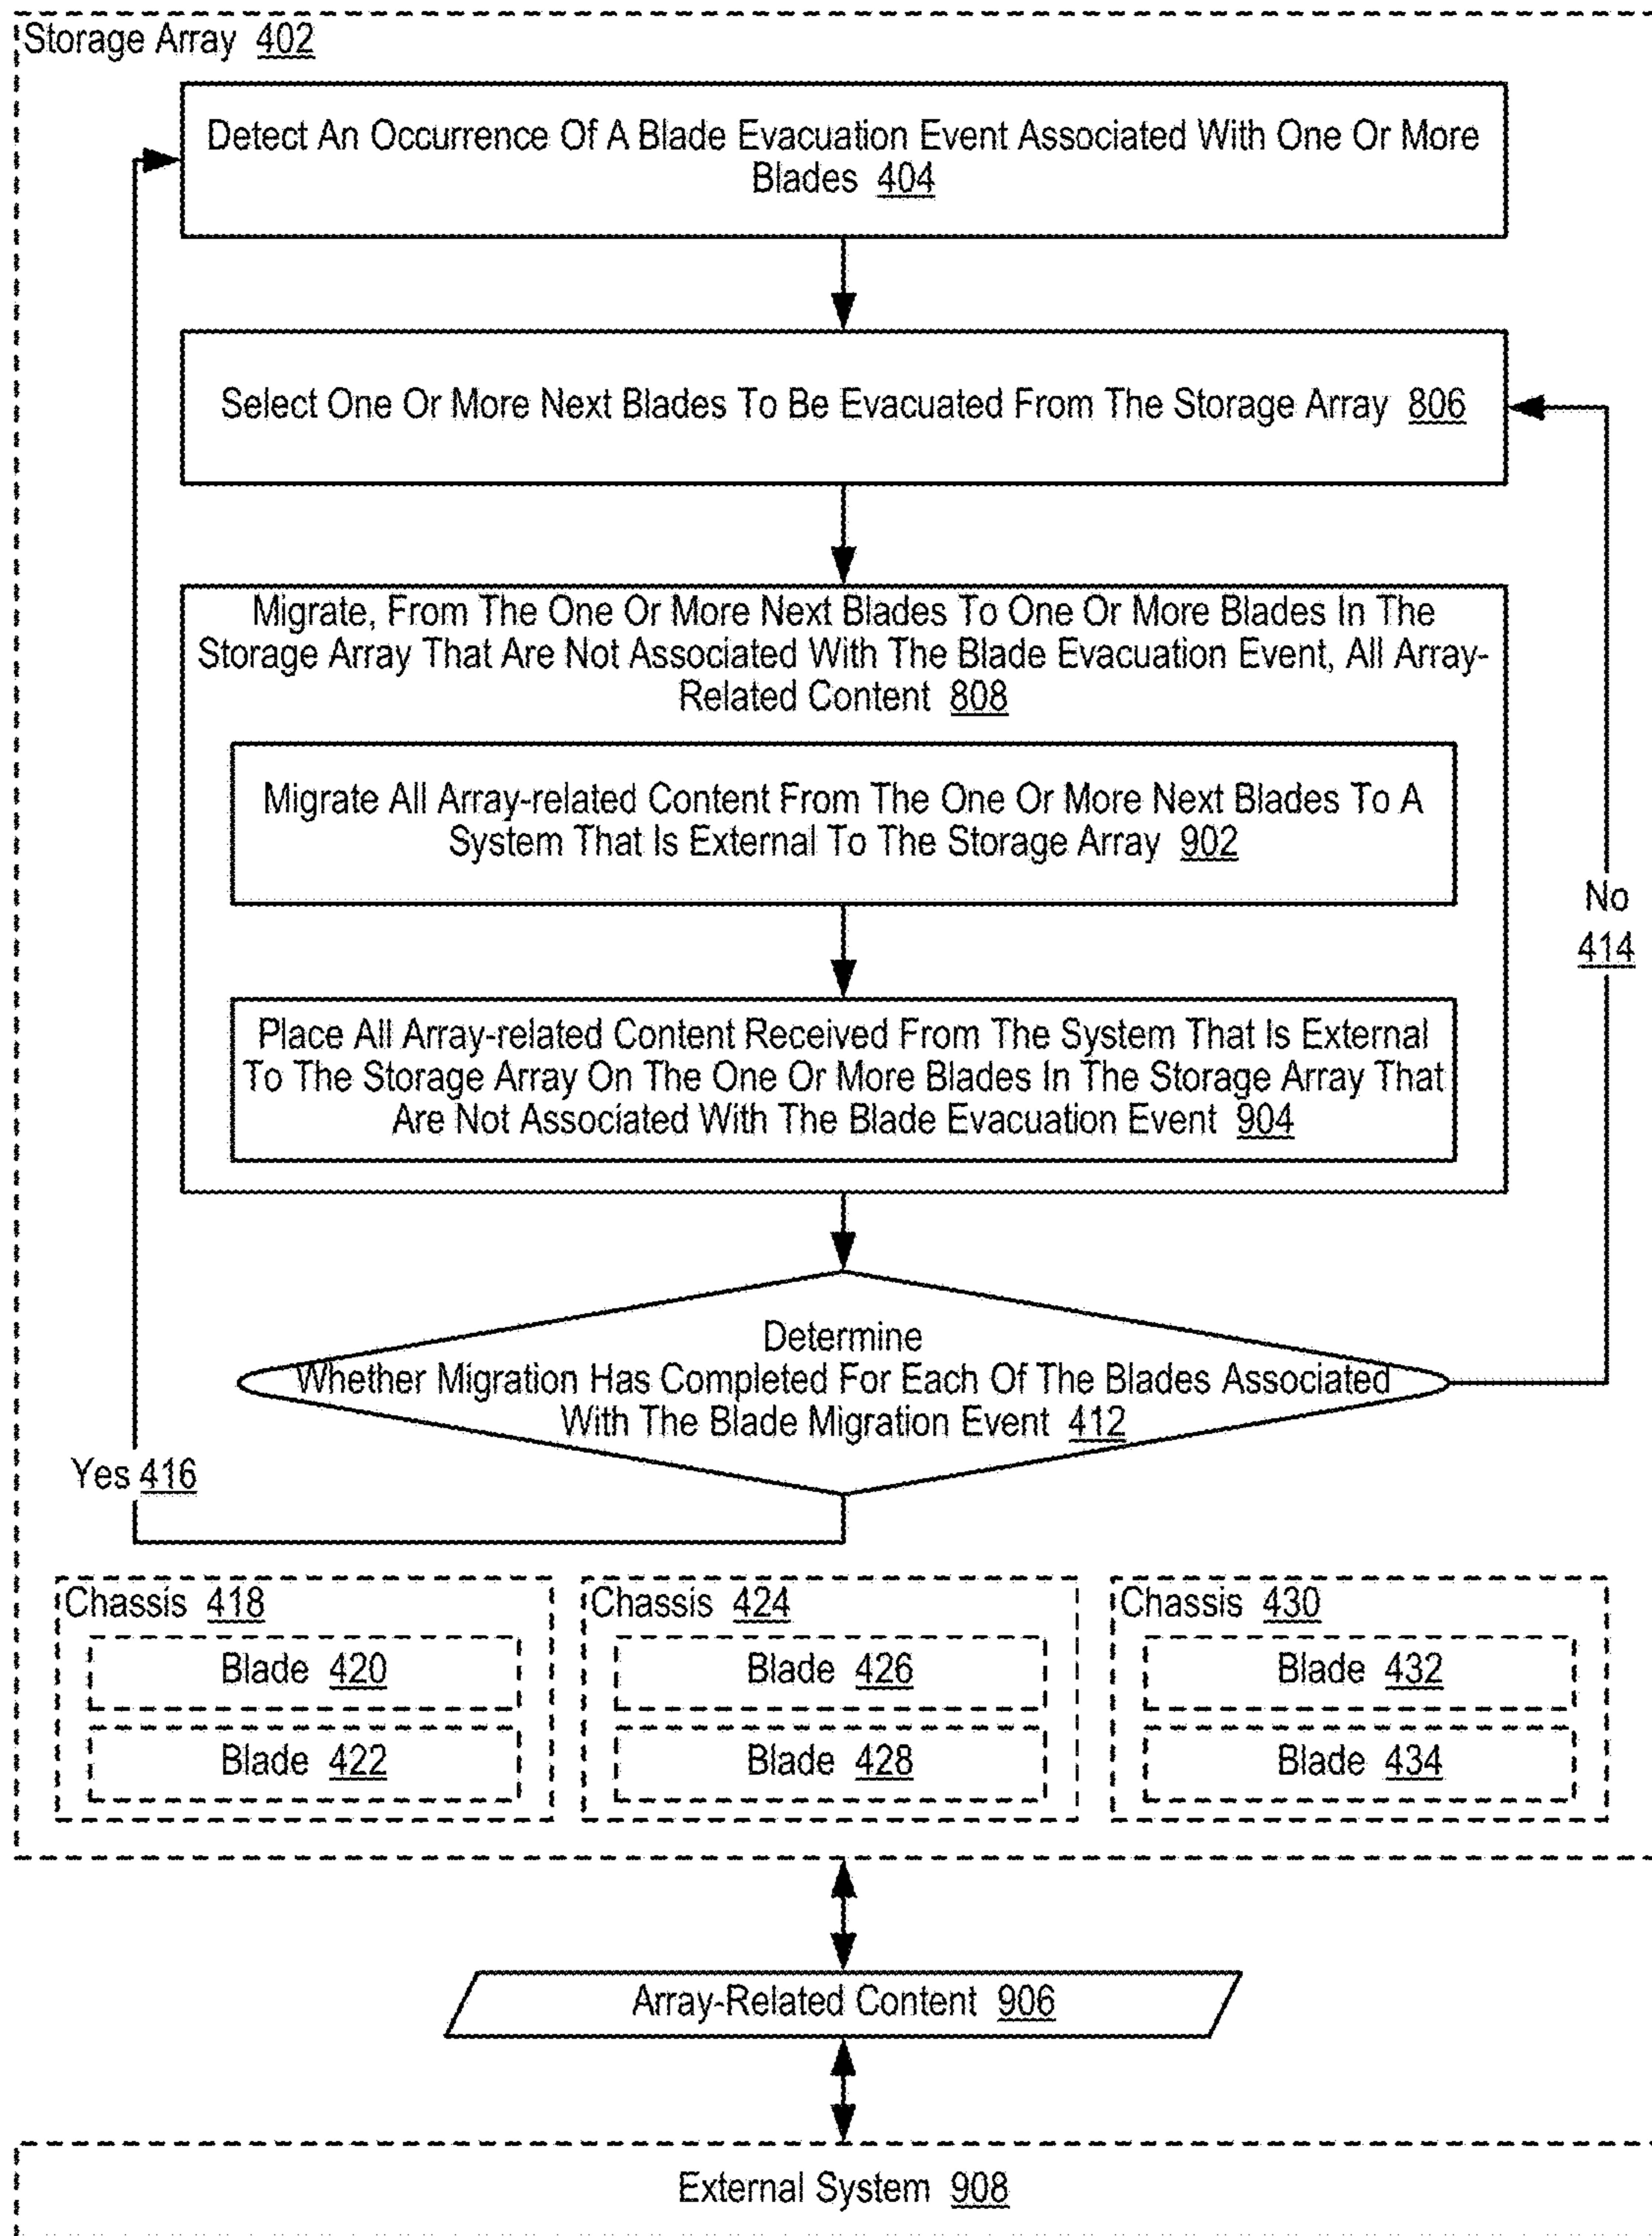 Storage Array 402
Detect An Occurrence Of A Blade Evacuation Event Associated With One Or More
Blades 404
Select One Or More Next Blades To Be Evacuated From The Storage Array 806
Migrate, From The One Or More Next Blades To One Or More Blades In The
Storage Array That Are Not Associated With The Blade Evacuation Event, All Array-
Related Content 808
Migrate All Array-related Content From The One Or More Next Blades To A
System That Is External To The Storage Array 902
No
414
Place All Array-related Content Received From The System That Is External
To The Storage Array On The One Or More Blades In The Storage Array That
Are Not Associated With The Blade Evacuation Event 904
Determine
Whether Migration Has Completed For Each Of The Blades Associated
With The Blade Migration Event 412
Yes 416
Chassis 418
Blade 420
Blade 422
Chassis 424
Blade 426
Blade 428
Chassis 430
Blade 432
Blade 434
Array-Related Content 906
External System 908